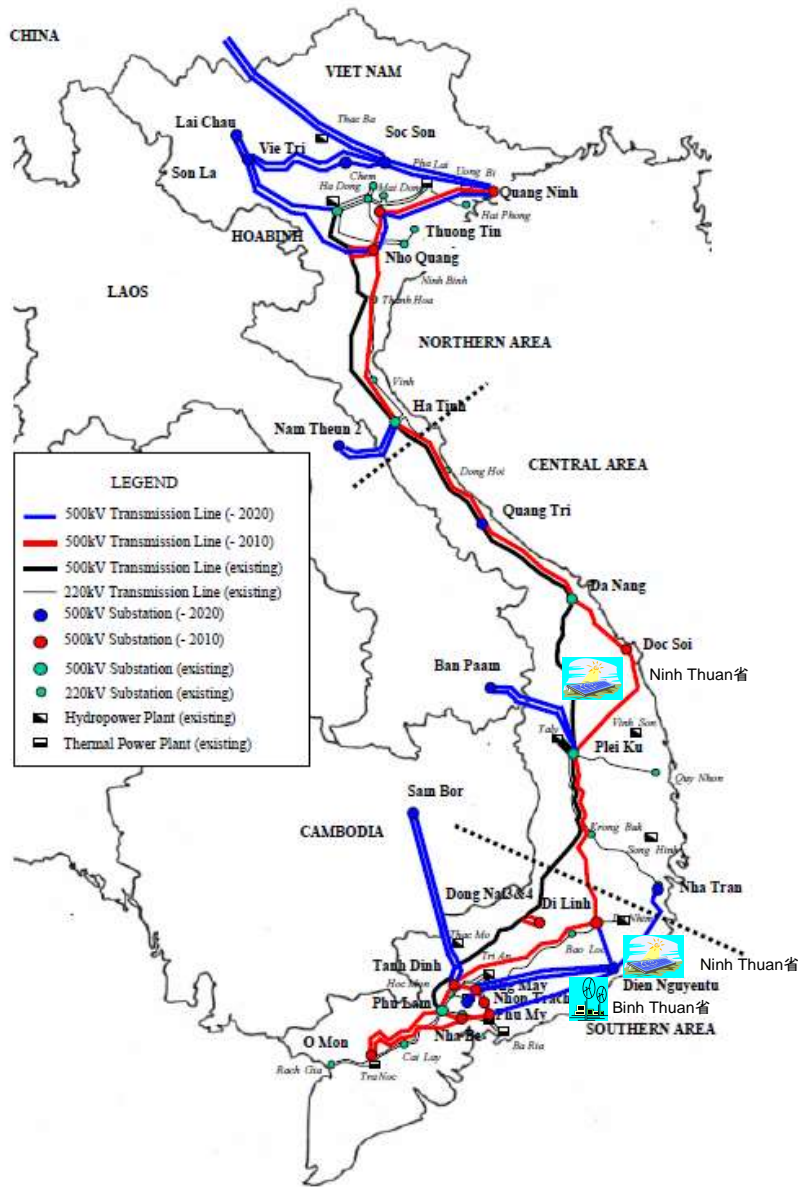 CHINA
VIET NAM
Thac Ba
Lai Chau
Soc Son
Vie Tri
Pha Lai
Uong Bi
Son La
Chem
Ha Dong
Mai Dong
Quang Ninh
Hai Phong
HOABINH
Thuong Tin
Nho Quang
Ninh Binh
LAOS
Thanh Hoa
NORTHERN AREA
Vinh
Ha Tinh
Nam Theun 2
CENTRAL AREA
Dong Hoi
LEGEND
500kV Transmission Line (- 2020)
500kV Transmission Line (- 2010)
500kV Transmission Line (existing)
220kV Transmission Line (existing)
500kV Substation (- 2020)
500kV Substation (- 2010)
500kV Substation (existing)
220kV Substation (existing)
Hydropower Plant (existing)
Thermal Power Plant (existing)
Quang Tri
Da Nang
Doc Soi
Ban Paam
Ninh Thuan省
Vinh Son
Yaly
Plei Ku
Quy Nhon
Sam Bor
CAMBODIA
Krong Buk
Song Hinh
Nha Tran
Dong Nai3&4
Di Linh
Thac Mo
Bao Loc
Tri An
Ninh Thuan省
Tanh Dinh
Dien Nguyentu
Hoc Mon
Nhon Trach
Binh Thuan省
Phu Lam
Phu My
SOUTHERN AREA
Nha Be
O Mon
Ba Ria
Cai Lay
Rach Gia
TraNoc